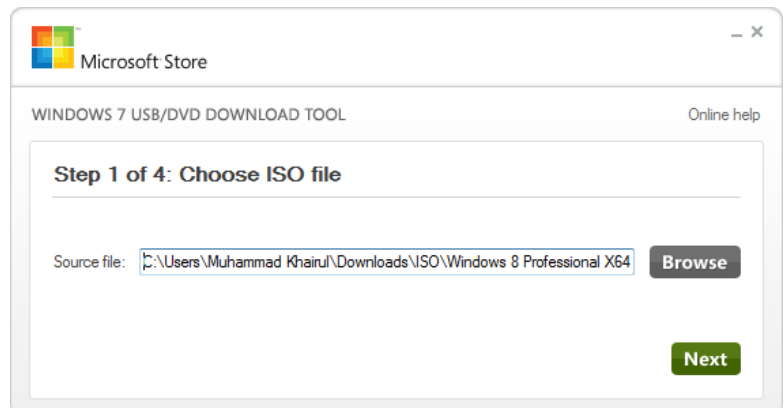 Microsoft Store
WINDOWS 7 USB/DVD DOWNLOAD TOOL Online help
Step 1 of 4: Choose ISO file
Source file: C:\Users\Muhammad Khairul\Downloads\ISO\Windows 8 Professional X64 Browse
Next